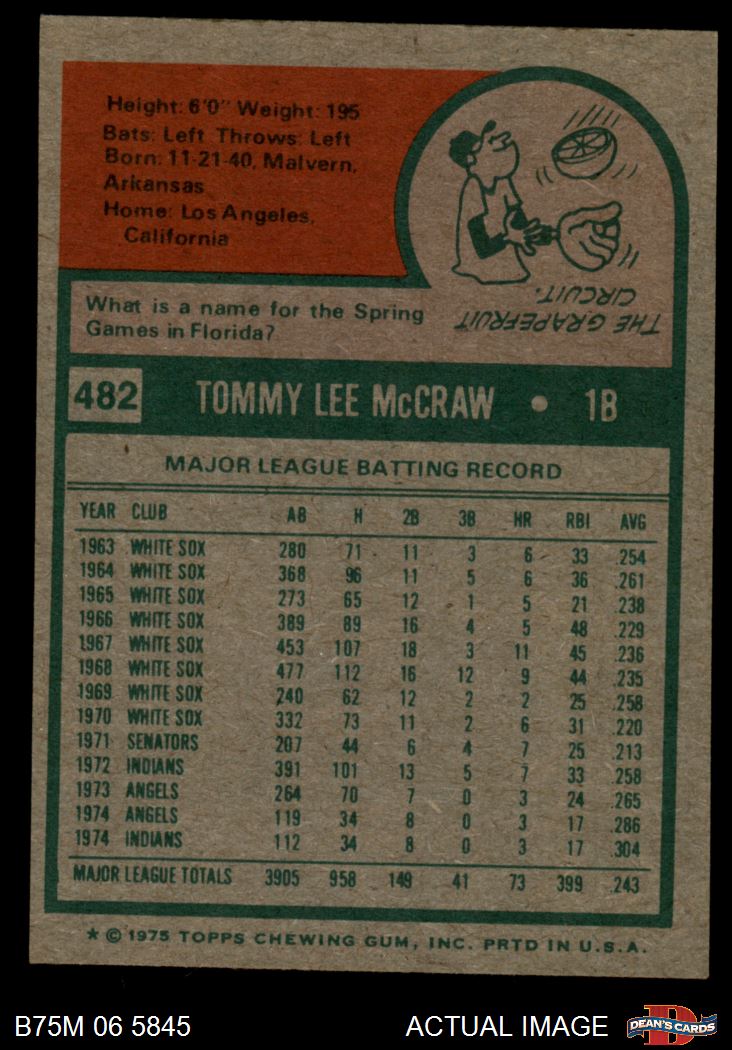 Height: 6'0" Weight: 195
Bats: Left Throws: Left
Born: 11-21-40, Malvern,
Arkansas
Home: Los Angeles,
California
What is a name for the Spring
Games in Florida?
THE GRAPEFRUIT
CIRCUIT.
482 TOMMY LEE McCRAW • 1B
MAJOR LEAGUE BATTING RECORD
YEAR CLUB AB H 2B 3B HR RBI AVG
1963 WHITE SOX 280 71 11 3 6 33 .254
1964 WHITE SOX 368 96 11 5 6 36 .261
1965 WHITE SOX 273 65 12 1 5 21 .238
1966 WHITE SOX 389 89 16 4 5 48 .229
1967 WHITE SOX 453 107 18 3 11 45 .236
1968 WHITE SOX 477 112 16 12 9 44 .235
1969 WHITE SOX 240 62 12 2 2 25 .258
1970 WHITE SOX 332 73 11 2 6 31 .220
1971 SENATORS 207 44 6 4 7 25 .213
1972 INDIANS 391 101 13 5 7 33 .258
1973 ANGELS 264 70 7 0 3 24 .265
1974 ANGELS 119 34 8 0 3 17 .286
1974 INDIANS 112 34 8 0 3 17 .304
MAJOR LEAGUE TOTALS 3905 958 149 41 73 399 .243
* © 1975 TOPPS CHEWING GUM, INC. PRTD IN U.S.A.
B75M 06 5845 ACTUAL IMAGE
DEAN'S CARDS